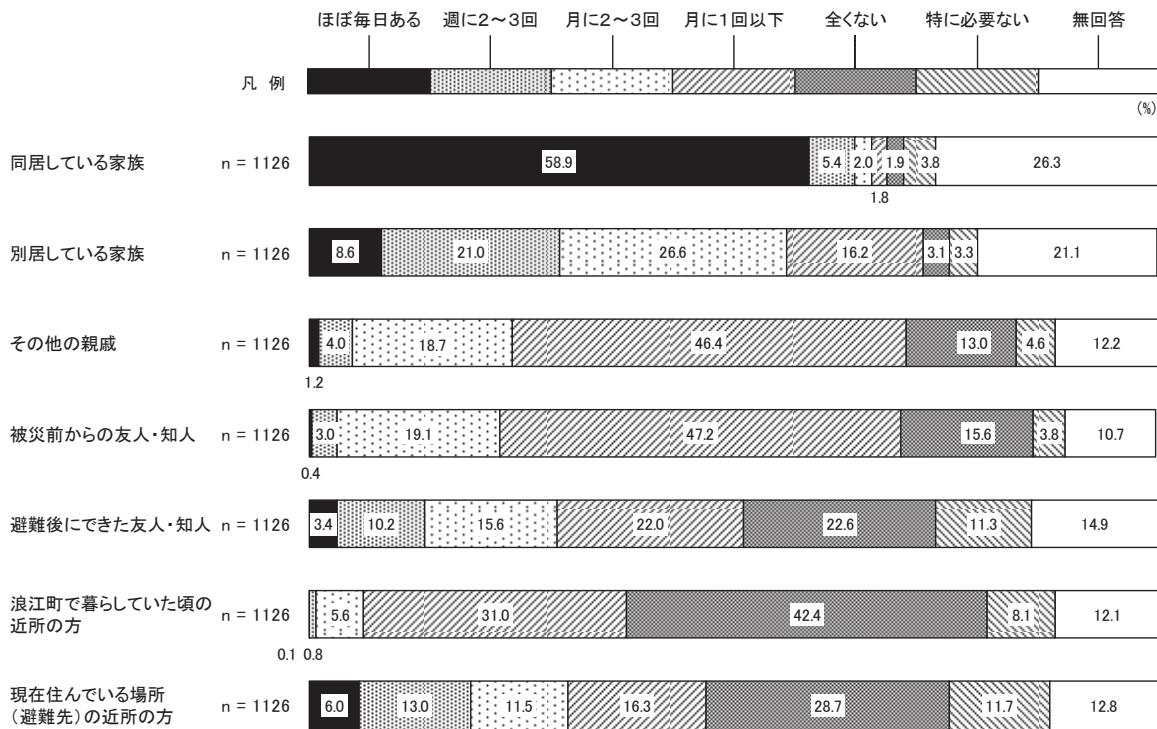 ほぼ毎日ある 週に2～3回 月に2～3回 月に1回以下 全くない 特に必要ない 無回答
凡 例
(%)
同居している家族 n = 1126 58.9 5.4 2.0 1.9 3.8 26.3
1.8
別居している家族 n = 1126 8.6 21.0 26.6 16.2 3.1 3.3 21.1
その他の親戚 n = 1126 4.0 18.7 46.4 13.0 4.6 12.2
1.2
被災前からの友人・知人 n = 1126 3.0 19.1 47.2 15.6 3.8 10.7
0.4
避難後にできた友人・知人 n = 1126 3.4 10.2 15.6 22.0 22.6 11.3 14.9
浪江町で暮らしていた頃の
近所の方 n = 1126 5.6 31.0 42.4 8.1 12.1
0.1 0.8
現在住んでいる場所
（避難先）の近所の方 n = 1126 6.0 13.0 11.5 16.3 28.7 11.7 12.8